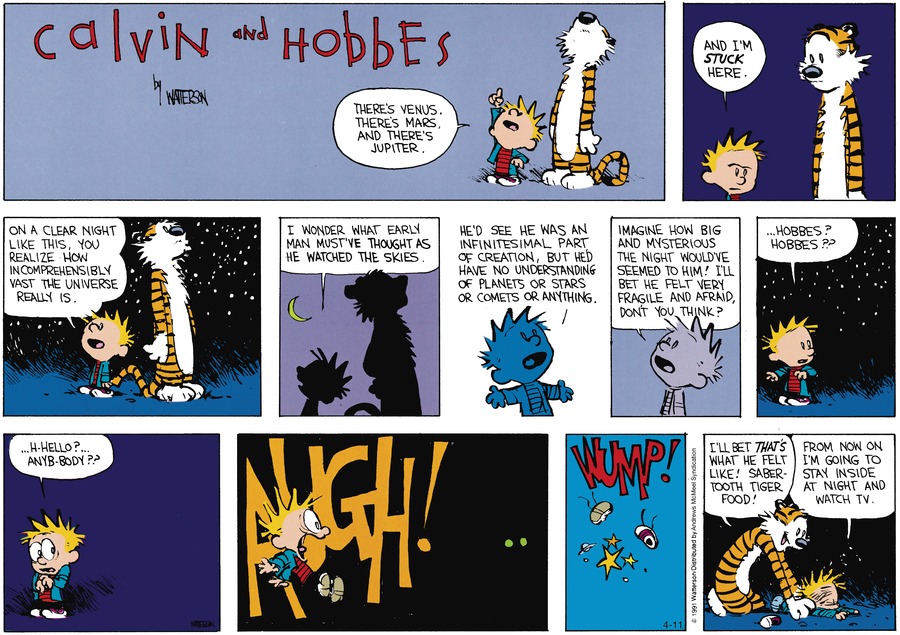 Calvin and Hobbes
by WATTERSON
THERE'S VENUS.
THERE'S MARS,
AND THERE'S
JUPITER.
AND I'M
STUCK
HERE.
ON A CLEAR NIGHT
LIKE THIS, YOU
REALIZE HOW
INCOMPREHENSIBLY
VAST THE UNIVERSE
REALLY IS.
I WONDER WHAT EARLY
MAN MUST'VE THOUGHT AS
HE WATCHED THE SKIES.
HE'D SEE HE WAS AN
INFINITESIMAL PART
OF CREATION, BUT HE'D
HAVE NO UNDERSTANDING
OF PLANETS OR STARS
OR COMETS OR ANYTHING.
IMAGINE HOW BIG
AND MYSTERIOUS
THE NIGHT WOULD'VE
SEEMED TO HIM! I'LL
BET HE FELT VERY
FRAGILE AND AFRAID,
DON'T YOU THINK?
...HOBBES?
HOBBES??
...H-HELLO?...
ANYB-BODY??
WATTERSON
AUGH!
WUMP!
4-11
© 1991 Watterson Distributed by Andrews McMeel Syndication
I'LL BET THAT'S
WHAT HE FELT
LIKE! SABER-
TOOTH TIGER
FOOD!
FROM NOW ON
I'M GOING TO
STAY INSIDE
AT NIGHT AND
WATCH TV.